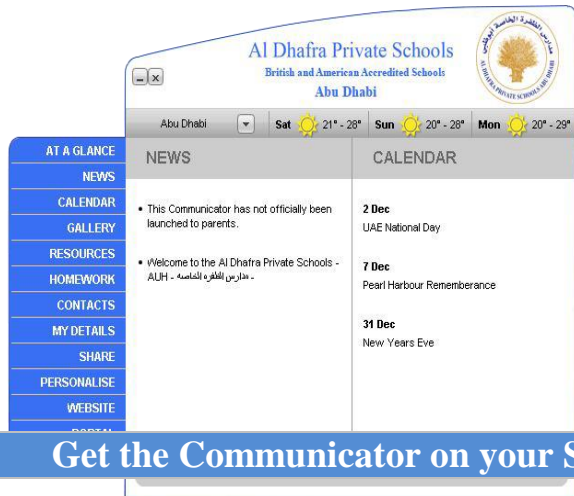 Al Dhafra Private Schools
British and American Accredited Schools
Abu Dhabi
Abu Dhabi
Sat 21° - 28°
Sun 20° - 28°
Mon 20° - 29°
AT A GLANCE
NEWS
CALENDAR
GALLERY
RESOURCES
HOMEWORK
CONTACTS
MY DETAILS
SHARE
PERSONALISE
WEBSITE
NEWS
• This Communicator has not officially been
launched to parents.
• Welcome to the Al Dhafra Private Schools -
AUH - مدارس الظفره الخاصه -
CALENDAR
2 Dec
UAE National Day
7 Dec
Pearl Harbour Rememberance
31 Dec
New Years Eve
Get the Communicator on your S